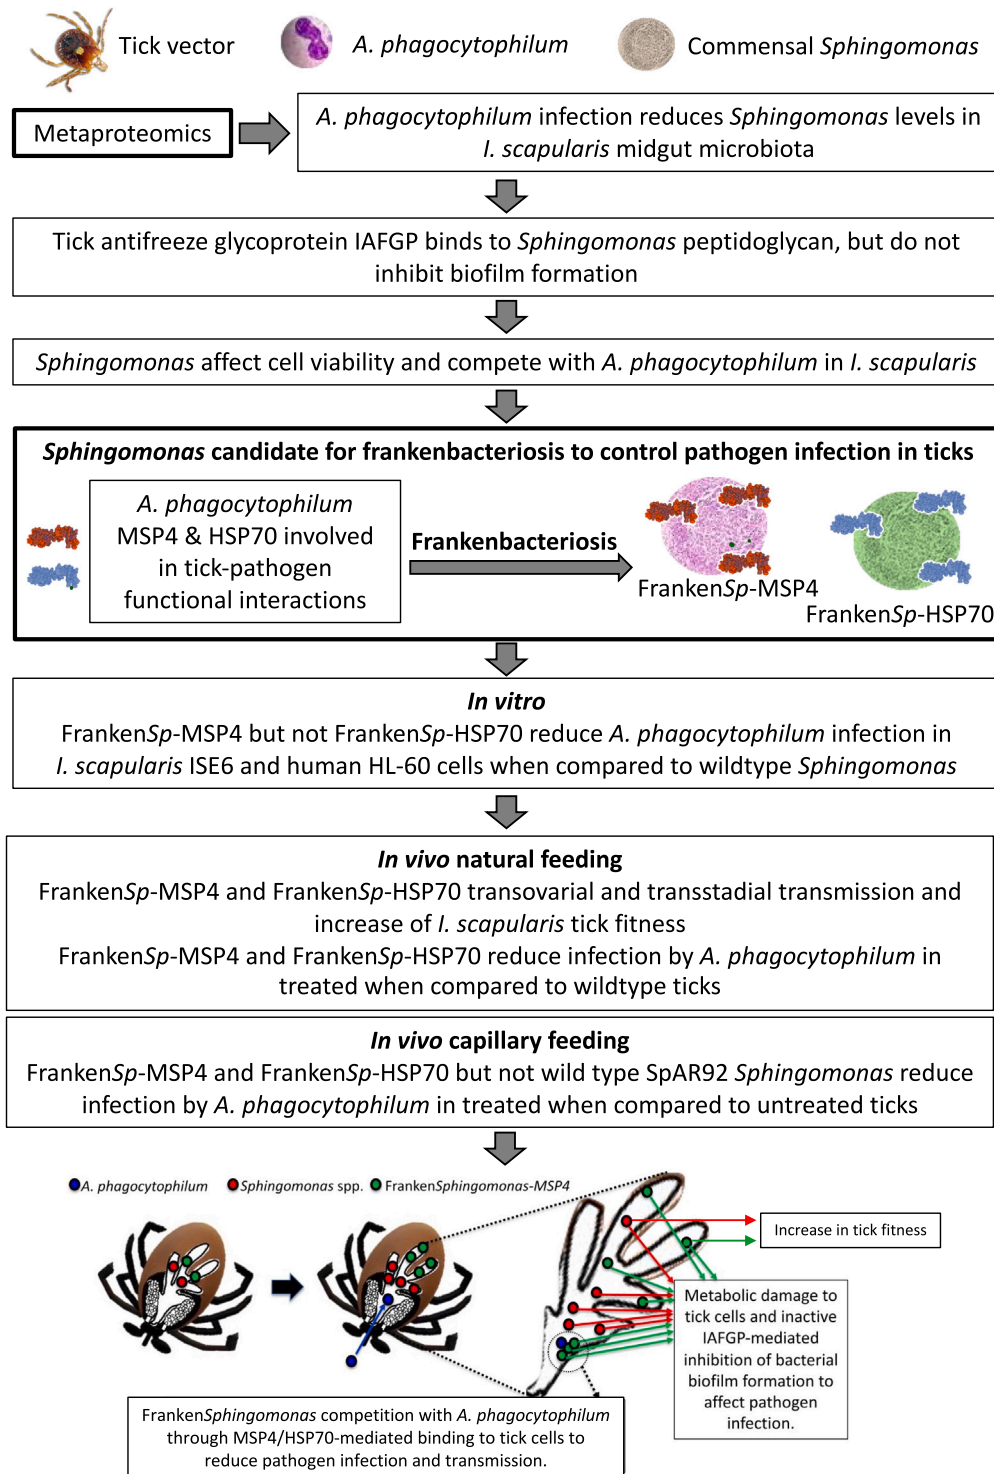 Tick vector
A. phagocytophilum
Commensal Sphingomonas
Metaproteomics
A. phagocytophilum infection reduces Sphingomonas levels in
I. scapularis midgut microbiota
Tick antifreeze glycoprotein IAFGP binds to Sphingomonas peptidoglycan, but do not
inhibit biofilm formation
Sphingomonas affect cell viability and compete with A. phagocytophilum in I. scapularis
Sphingomonas candidate for frankenbacteriosis to control pathogen infection in ticks
A. phagocytophilum
MSP4 & HSP70 involved
in tick-pathogen
functional interactions
Frankenbacteriosis
FrankenSp-MSP4
FrankenSp-HSP70
In vitro
FrankenSp-MSP4 but not FrankenSp-HSP70 reduce A. phagocytophilum infection in
I. scapularis ISE6 and human HL-60 cells when compared to wildtype Sphingomonas
In vivo natural feeding
FrankenSp-MSP4 and FrankenSp-HSP70 transovarial and transstadial transmission and
increase of I. scapularis tick fitness
FrankenSp-MSP4 and FrankenSp-HSP70 reduce infection by A. phagocytophilum in
treated when compared to wildtype ticks
In vivo capillary feeding
FrankenSp-MSP4 and FrankenSp-HSP70 but not wild type SpAR92 Sphingomonas reduce
infection by A. phagocytophilum in treated when compared to untreated ticks
A. phagocytophilum
Sphingomonas spp.
FrankenSphingomonas-MSP4
Increase in tick fitness
Metabolic damage to
tick cells and inactive
IAFGP-mediated
inhibition of bacterial
biofilm formation to
affect pathogen
infection.
FrankenSphingomonas competition with A. phagocytophilum
through MSP4/HSP70-mediated binding to tick cells to
reduce pathogen infection and transmission.